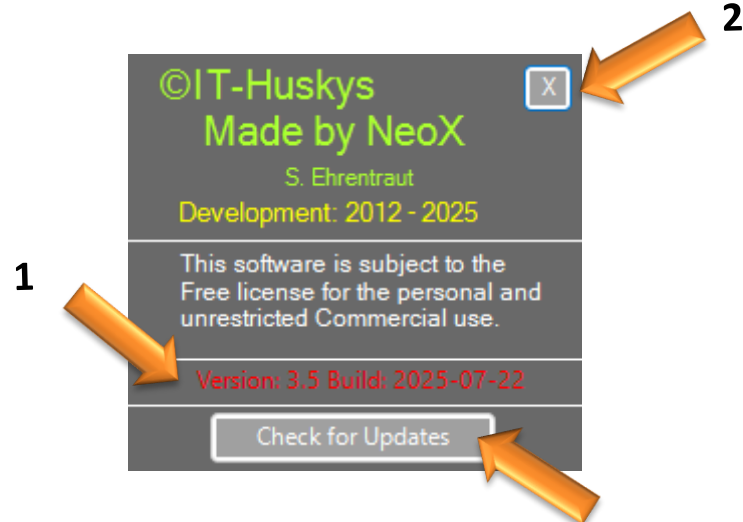 2
©IT-Huskys
X
Made by NeoX
S. Ehrentraut
Development: 2012 - 2025
This software is subject to the
Free license for the personal and
unrestricted Commercial use.
1
Version: 3.5 Build: 2025-07-22
Check for Updates